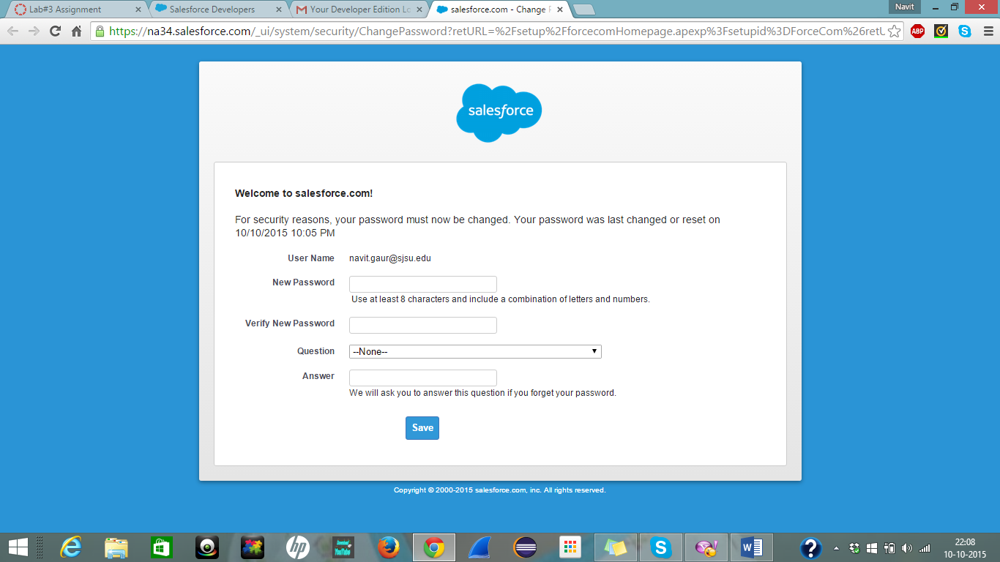 Lab#3 Assignment
Salesforce Developers
Your Developer Edition Lo
salesforce.com - Change P
Navit
https://na34.salesforce.com/_ui/system/security/ChangePassword?retURL=%2Fsetup%2FforcecomHomepage.apexp%3Fsetupid%3DForceCom%26retU
ABP
salesforce
Welcome to salesforce.com!
For security reasons, your password must now be changed. Your password was last changed or reset on
10/10/2015 10:05 PM
User Name navit.gaur@sjsu.edu
New Password
Use at least 8 characters and include a combination of letters and numbers.
Verify New Password
Question --None--
Answer
We will ask you to answer this question if you forget your password.
Save
Copyright © 2000-2015 salesforce.com, inc. All rights reserved.
hp
YouTube
22:08
10-10-2015